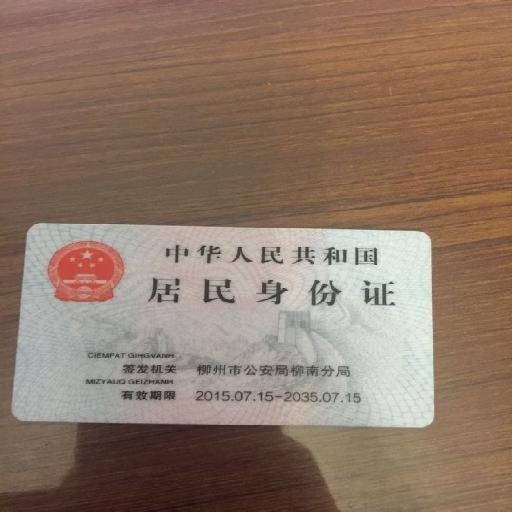 中华人民共和国
居民身份证
CIEMPAT GIHGVANH
签发机关 柳州市公安局柳南分局
MIZYAUQ GEIZHANH
有效期限 2015.07.15-2035.07.15